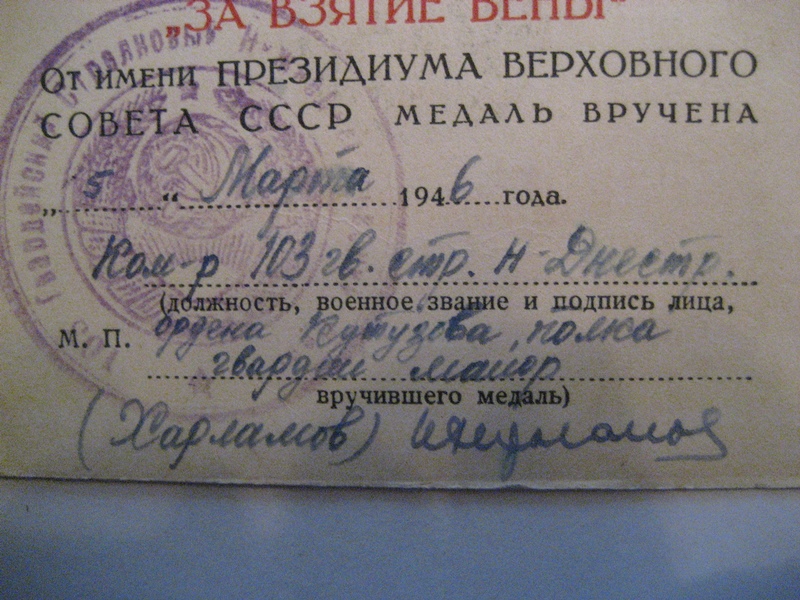 „ЗА ВЗЯТИЕ ВЕНЫ“
От имени ПРЕЗИДИУМА ВЕРХОВНОГО
СОВЕТА СССР МЕДАЛЬ ВРУЧЕНА
„ 5 “ Марта 1946 года.
Ком-р 103 гв. стр. Н-Днестр.
(должность, военное звание и подпись лица,
М. П. ордена Кутузова, полка
гвардии майор
вручившего медаль)
(Харламов)